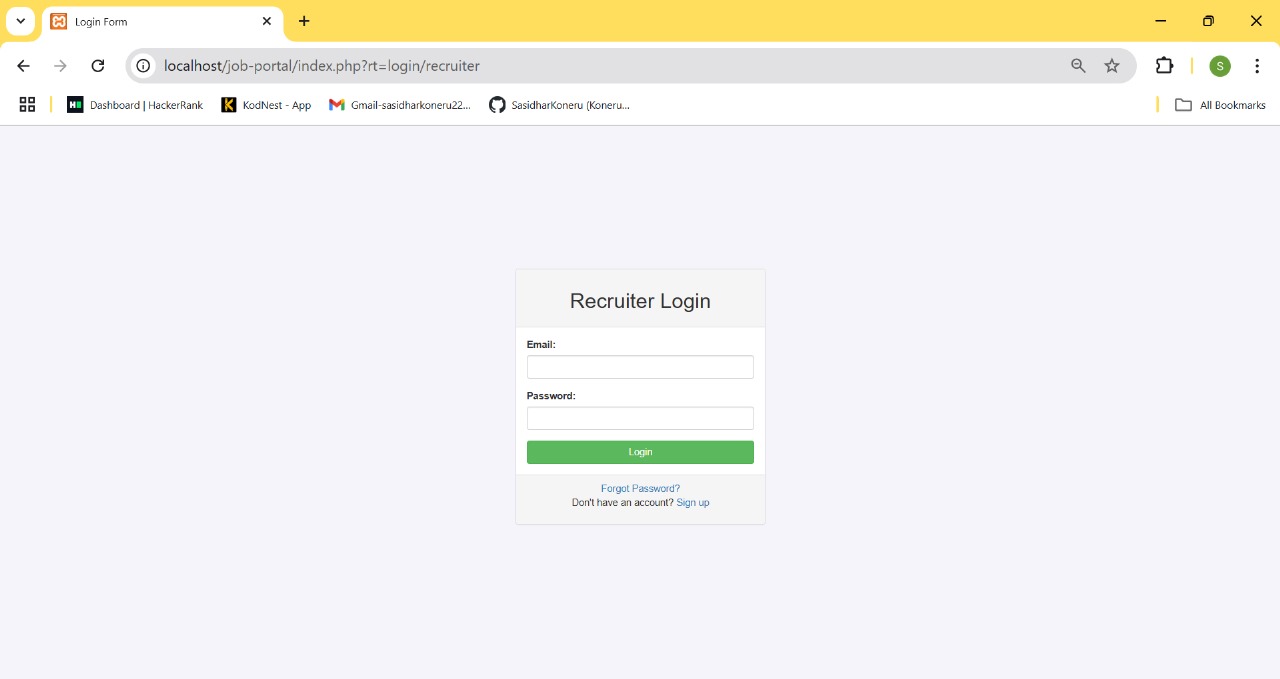 Login Form
localhost/job-portal/index.php?rt=login/recruiter
S
Dashboard | HackerRank KodNest - App Gmail-sasidharkoneru22... SasidharKoneru (Koneru... All Bookmarks
Recruiter Login
Email:
Password:
Login
Forgot Password?
Don't have an account? Sign up